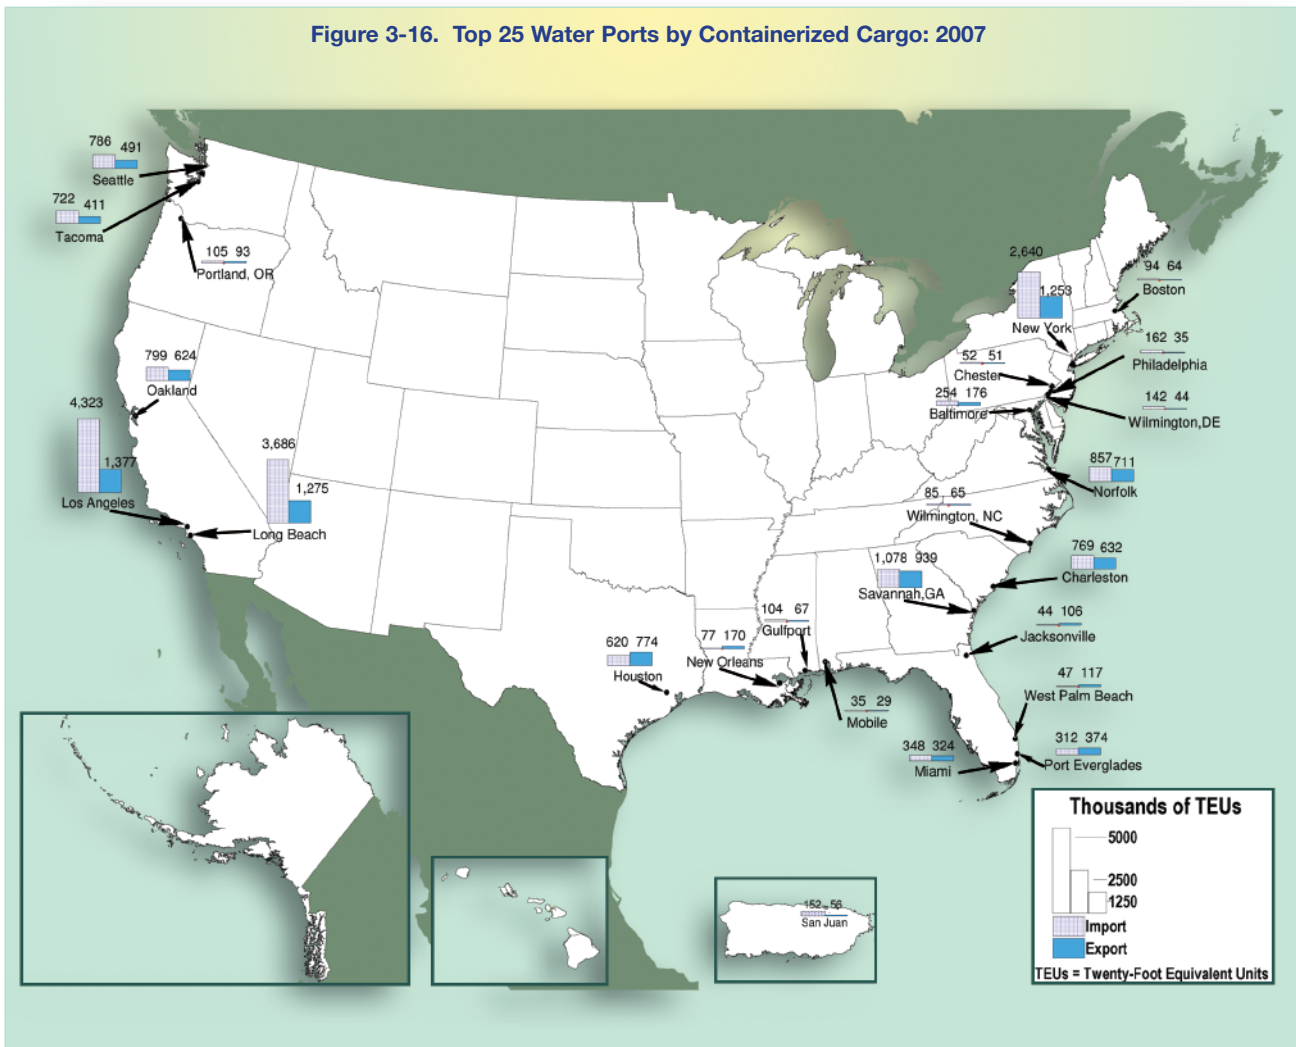 Figure 3-16. Top 25 Water Ports by Containerized Cargo: 2007
786 491
Seattle
722 411
Tacoma
105 93
Portland, OR
799 624
Oakland
4,323
1,377
Los Angeles
3,686
1,275
Long Beach
2,640
1,253
New York
94 64
Boston
162 35
Philadelphia
52 51
Chester
142 44
Wilmington,DE
254 176
Baltimore
857 711
Norfolk
85 65
Wilmington, NC
769 632
Charleston
1,078 939
Savannah,GA
44 106
Jacksonville
104 67
Gulfport
77 170
New Orleans
620 774
Houston
35 29
Mobile
47 117
West Palm Beach
312 374
Port Everglades
348 324
Miami
152 56
San Juan
Thousands of TEUs
5000
2500
1250
Import
Export
TEUs = Twenty-Foot Equivalent Units